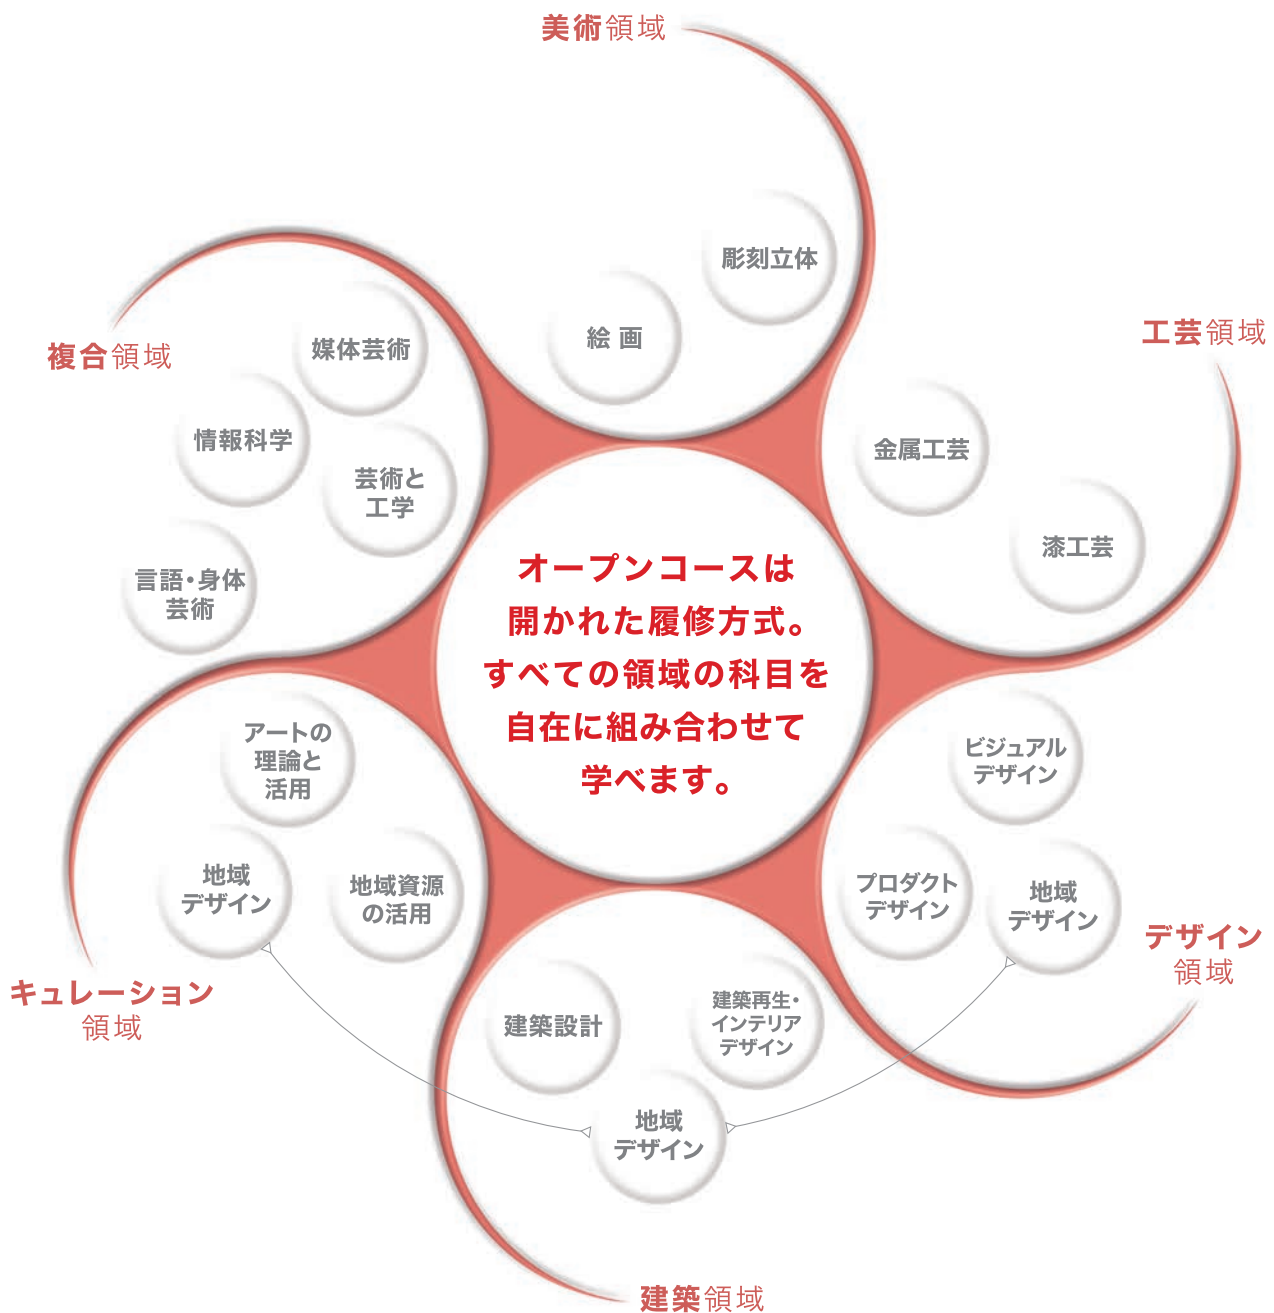 美術領域
彫刻立体
絵 画
工芸領域
金属工芸
漆工芸
複合領域
媒体芸術
情報科学
芸術と
工学
言語・身体
芸術
オープンコースは
開かれた履修方式。
すべての領域の科目を
自在に組み合わせて
学べます。
アートの
理論と
活用
地域
デザイン
地域資源
の活用
キュレーション
領域
ビジュアル
デザイン
プロダクト
デザイン
地域
デザイン
デザイン
領域
建築設計
建築再生・
インテリア
デザイン
地域
デザイン
建築領域